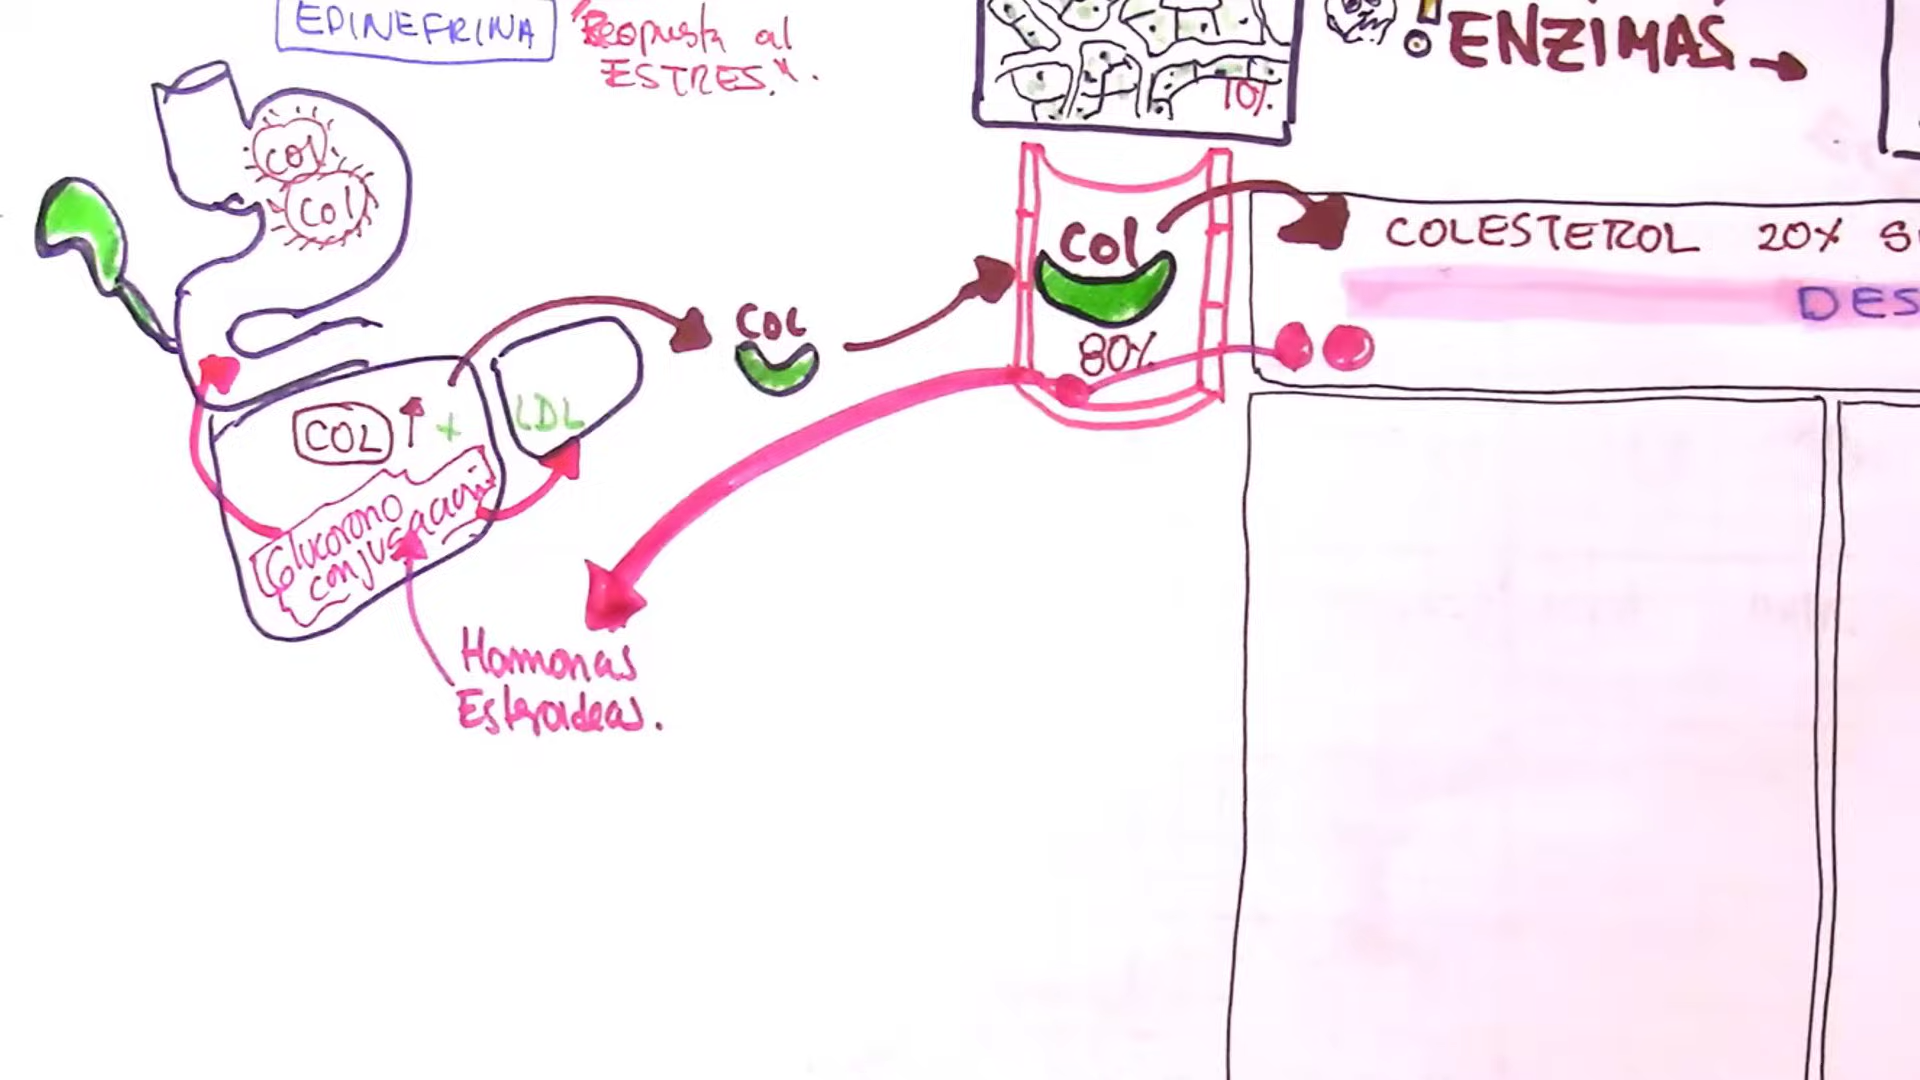 EPINEFRINA
Respuesta al
ESTRES".
10%
ENZIMAS
col
Col
COL
+
LDL
Glucorono
conjugación
COL
Col
80%
COLESTEROL 20%
DES
Hormonas
Esteroideas.